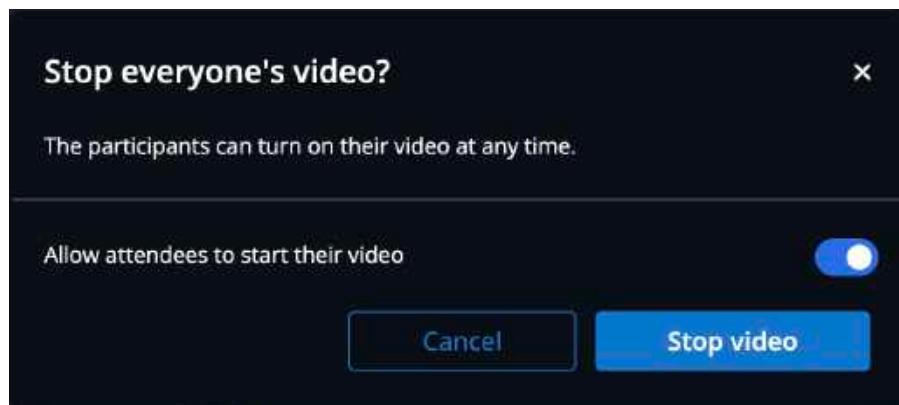 Stop everyone's video?
The participants can turn on their video at any time.
Allow attendees to start their video
Cancel
Stop video